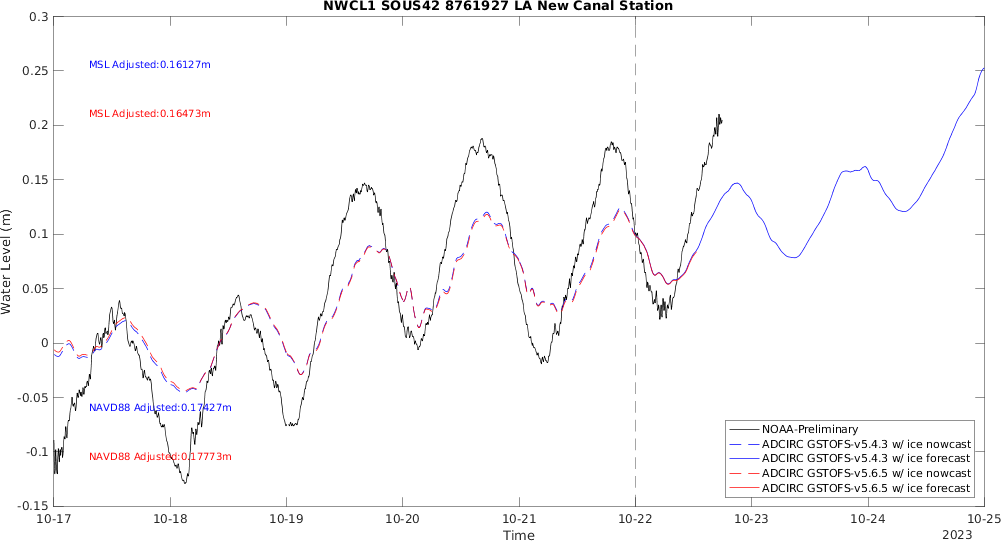 NWCL1 SOUS42 8761927 LA New Canal Station
0.3
0.25
0.2
0.15
0.1
0.05
0
-0.05
-0.1
-0.15
Water Level (m)
MSL Adjusted:0.16127m
MSL Adjusted:0.16473m
NAVD88 Adjusted:0.17427m
NAVD88 Adjusted:0.17773m
NOAA-Preliminary
ADCIRC GSTOFS-v5.4.3 w/ ice nowcast
ADCIRC GSTOFS-v5.4.3 w/ ice forecast
ADCIRC GSTOFS-v5.6.5 w/ ice nowcast
ADCIRC GSTOFS-v5.6.5 w/ ice forecast
10-17 10-18 10-19 10-20 10-21 10-22 10-23 10-24 10-25
Time
2023